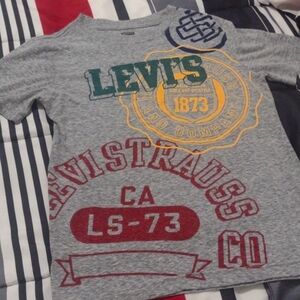 LEVI'S
1873
LEVI STRAUSS
CA
LS-73
CO